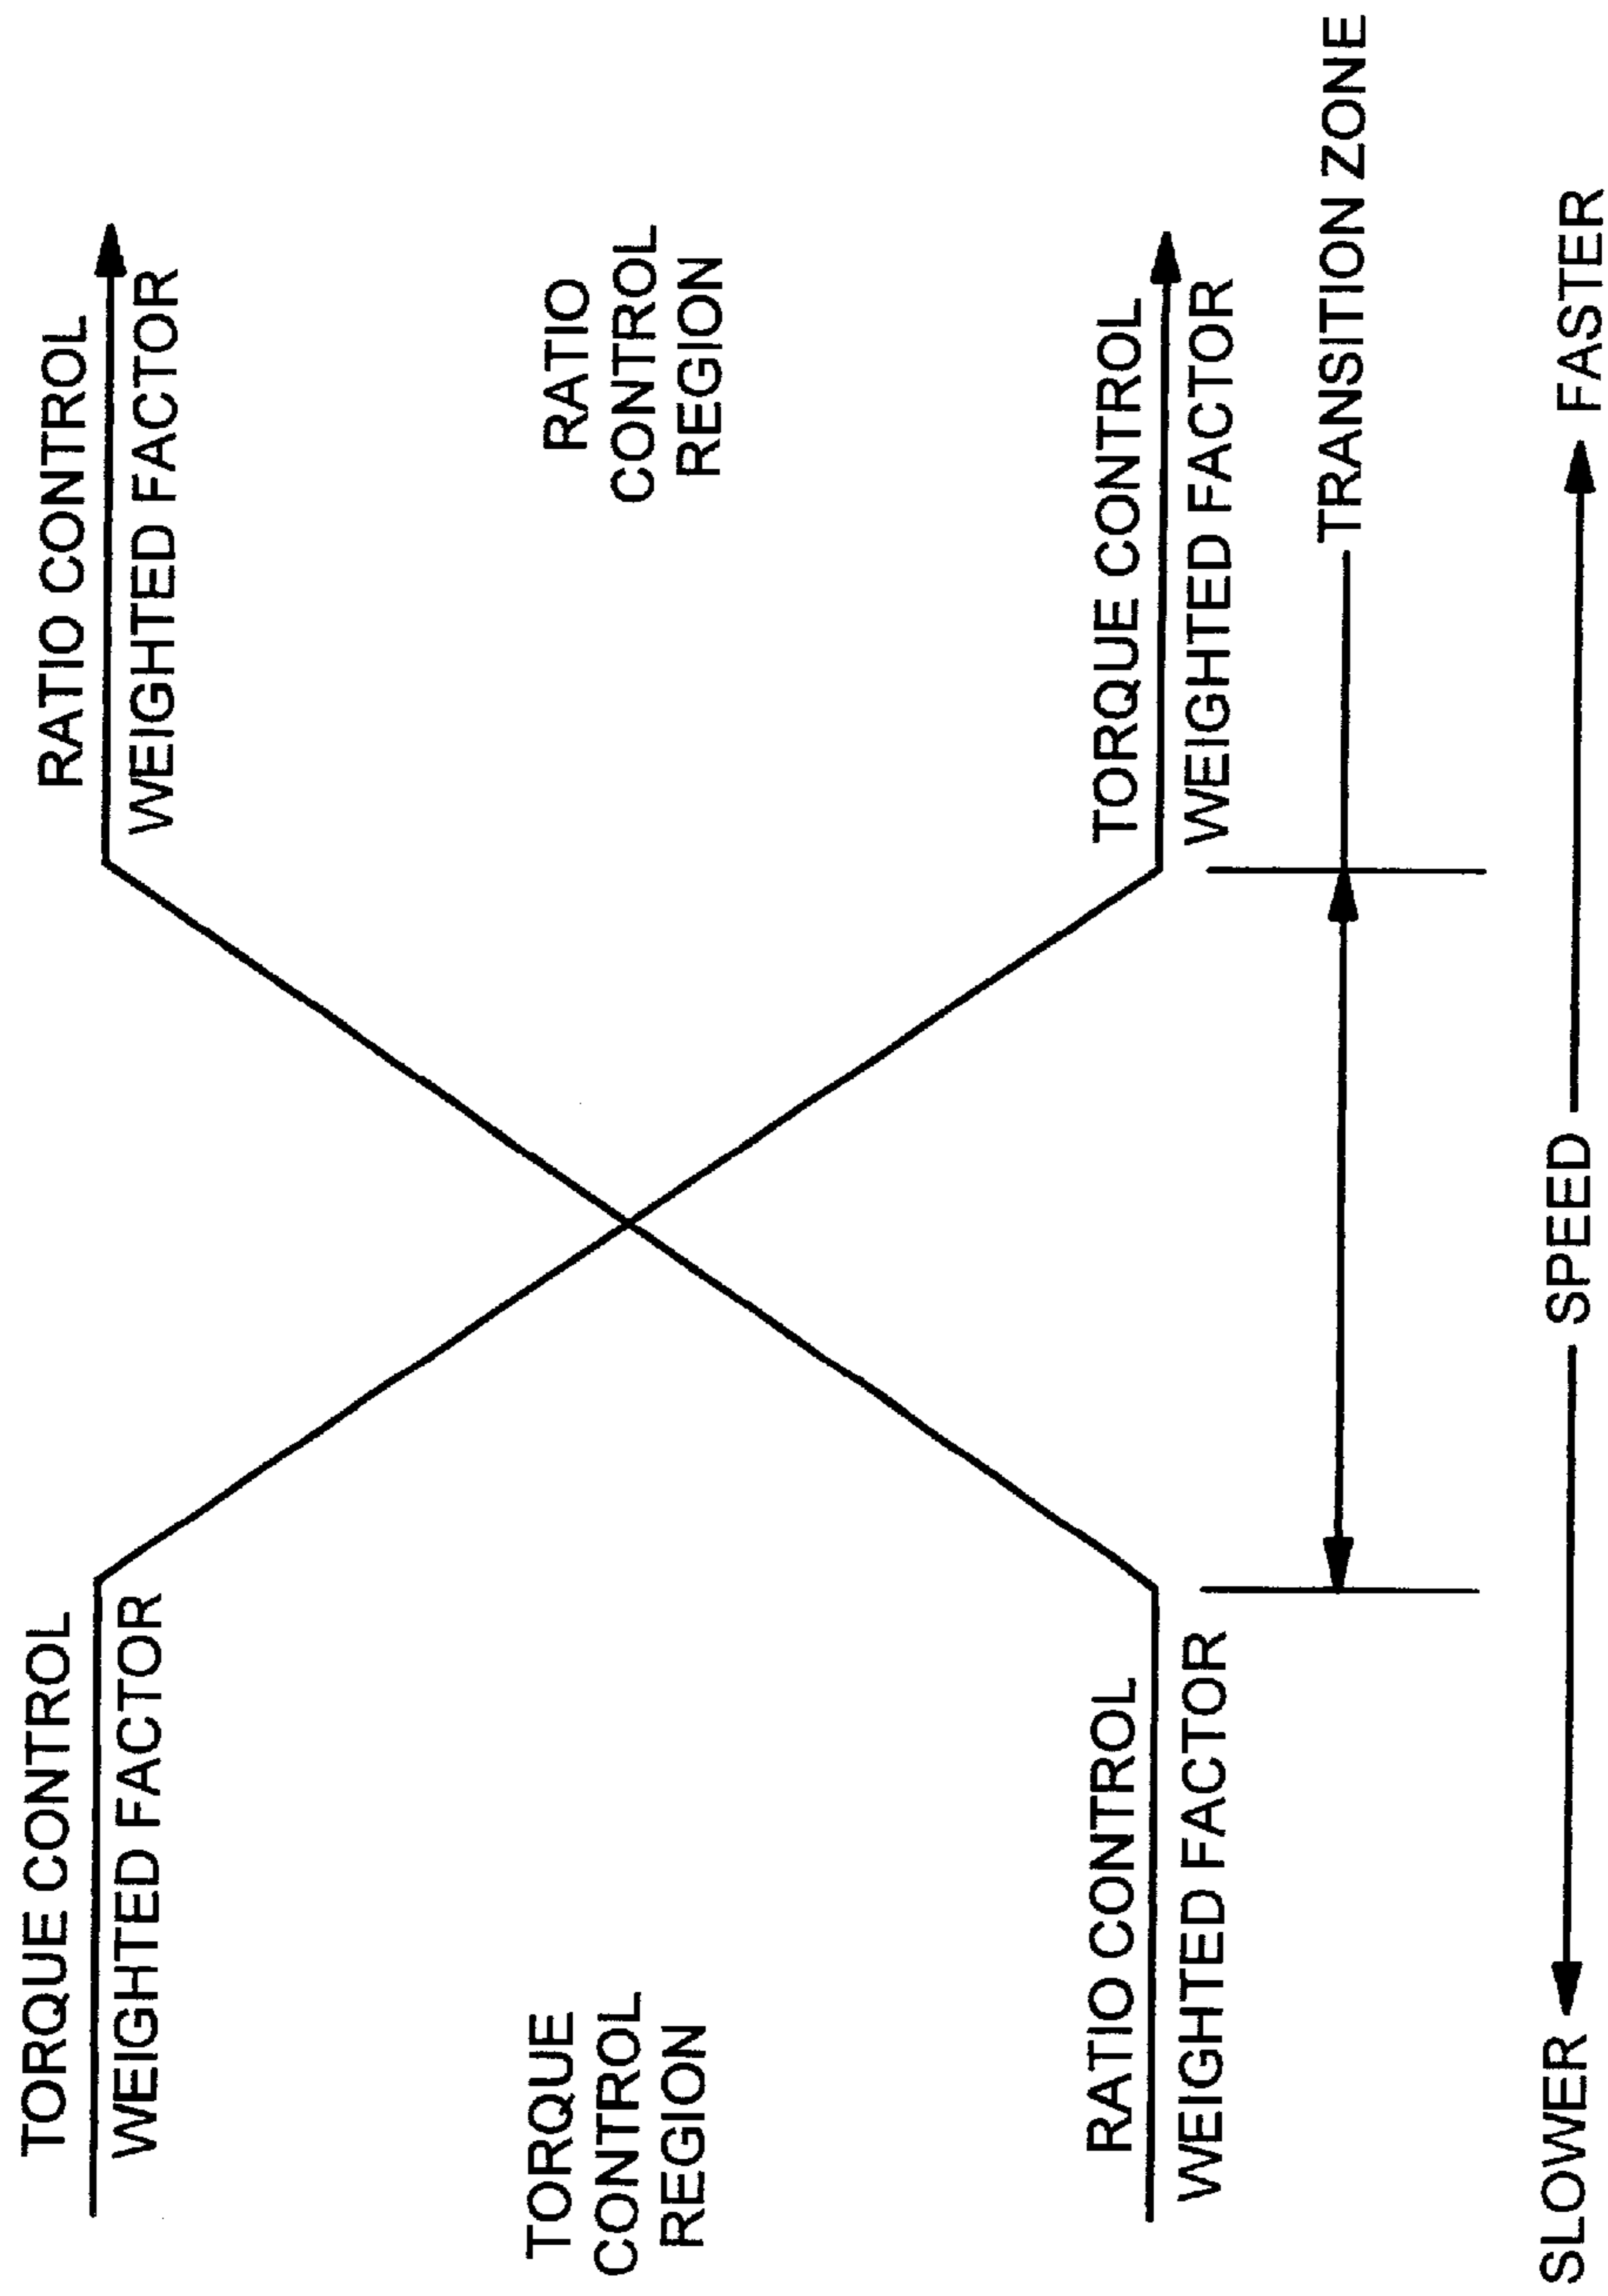 TORQUE CONTROL
WEIGHTED FACTOR
RATIO CONTROL
WEIGHTED FACTOR
TORQUE
CONTROL
REGION
RATIO
CONTROL
REGION
RATIO CONTROL
WEIGHTED FACTOR
TORQUE CONTROL
WEIGHTED FACTOR
TRANSITION ZONE
SLOWER
SPEED
FASTER